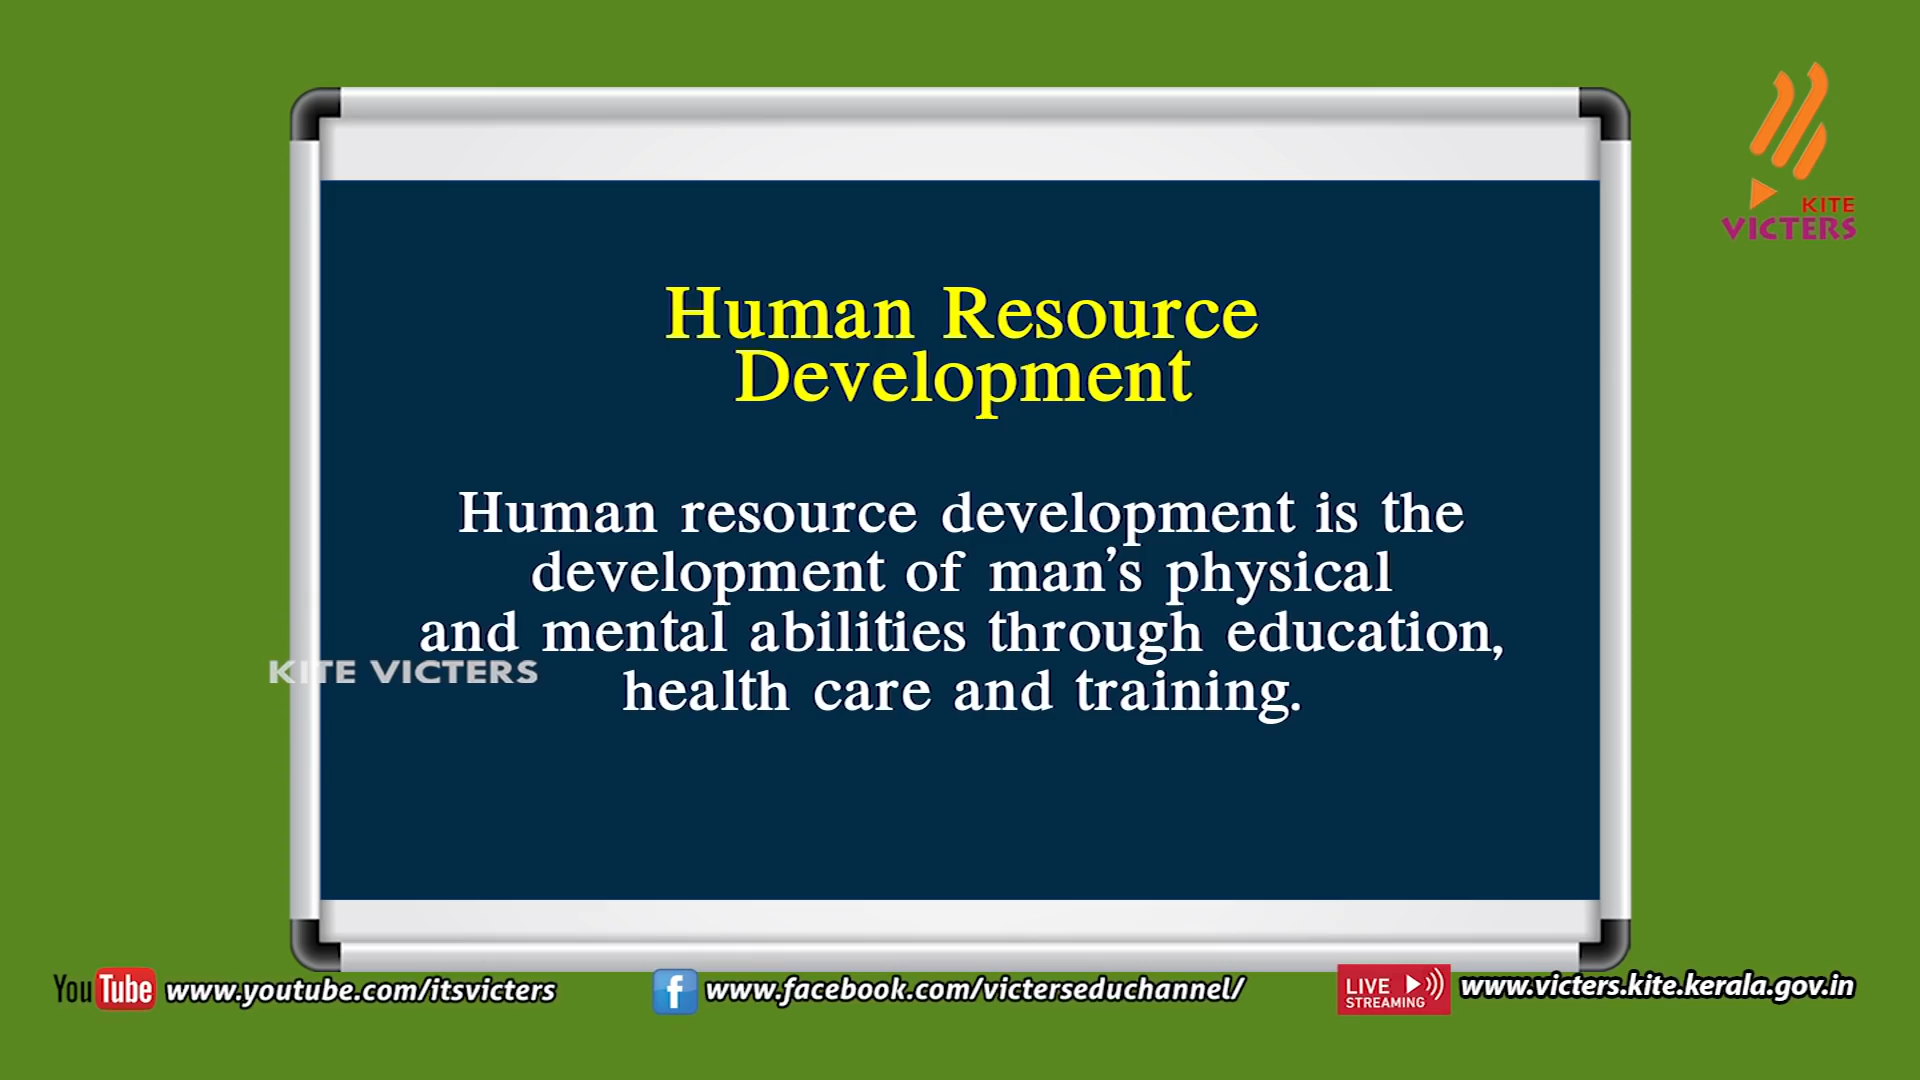 KITE
VICTERS
Human Resource
Development
Human resource development is the
development of man’s physical
and mental abilities through education,
health care and training.
KITE VICTERS
YouTube www.youtube.com/itsvicters
f www.facebook.com/victerseduchannel/
LIVE
STREAMING
www.victers.kite.kerala.gov.in